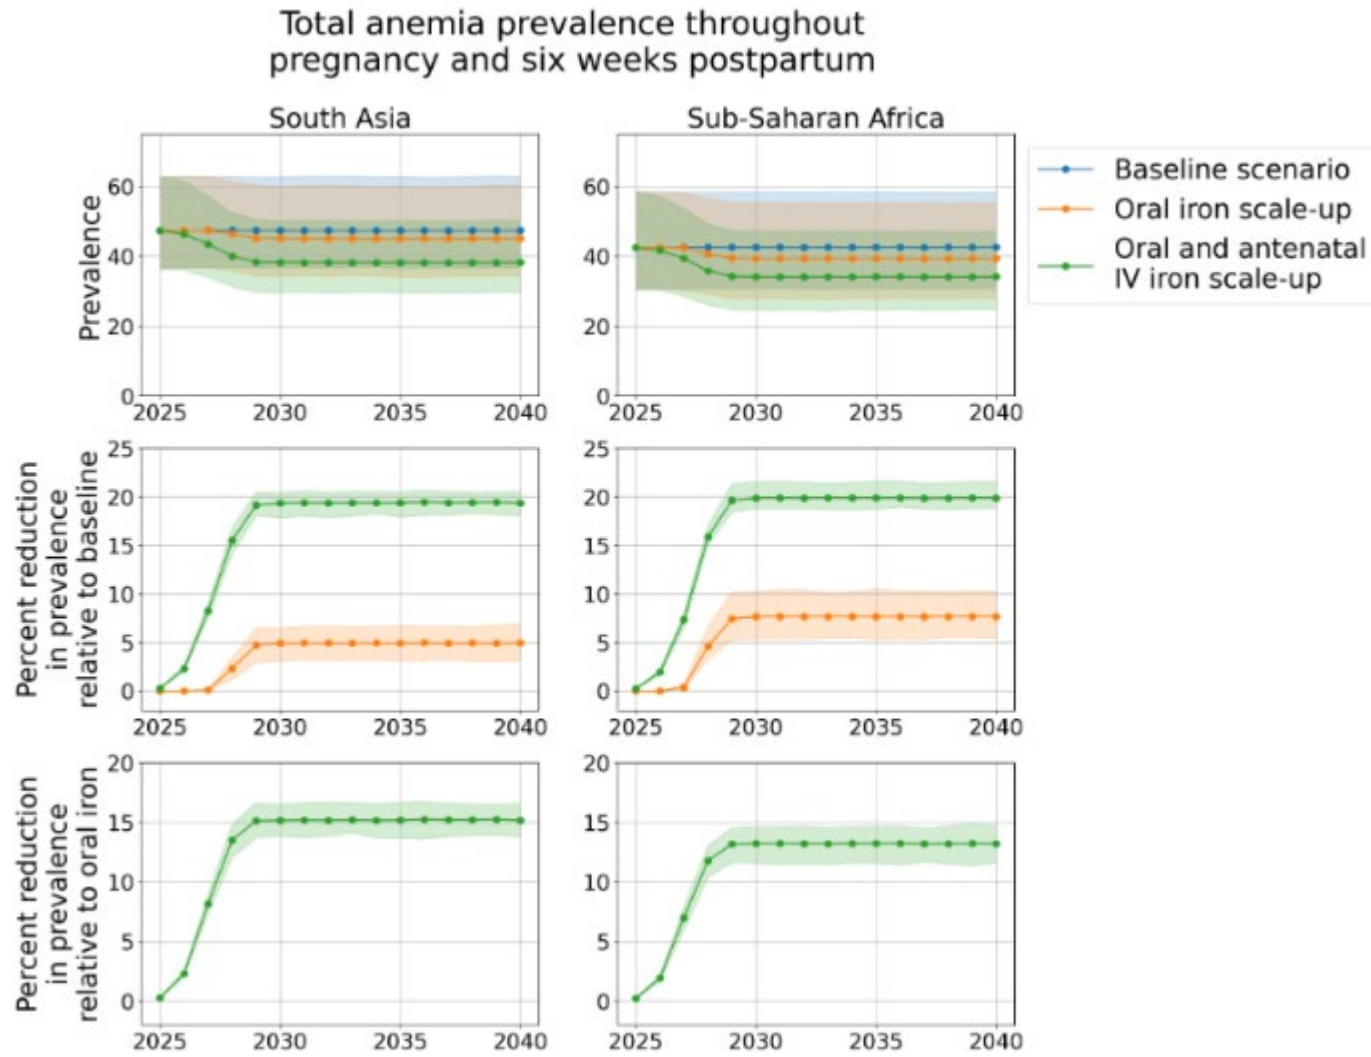 Total anemia prevalence throughout
pregnancy and six weeks postpartum
South Asia
Sub-Saharan Africa
Baseline scenario
Oral iron scale-up
Oral and antenatal
IV iron scale-up
Prevalence
60
40
20
0
2025 2030 2035 2040
60
40
20
0
2025 2030 2035 2040
Percent reduction
in prevalence
relative to baseline
25
20
15
10
5
0
2025 2030 2035 2040
25
20
15
10
5
0
2025 2030 2035 2040
Percent reduction
in prevalence
relative to oral iron
20
15
10
5
0
2025 2030 2035 2040
20
15
10
5
0
2025 2030 2035 2040